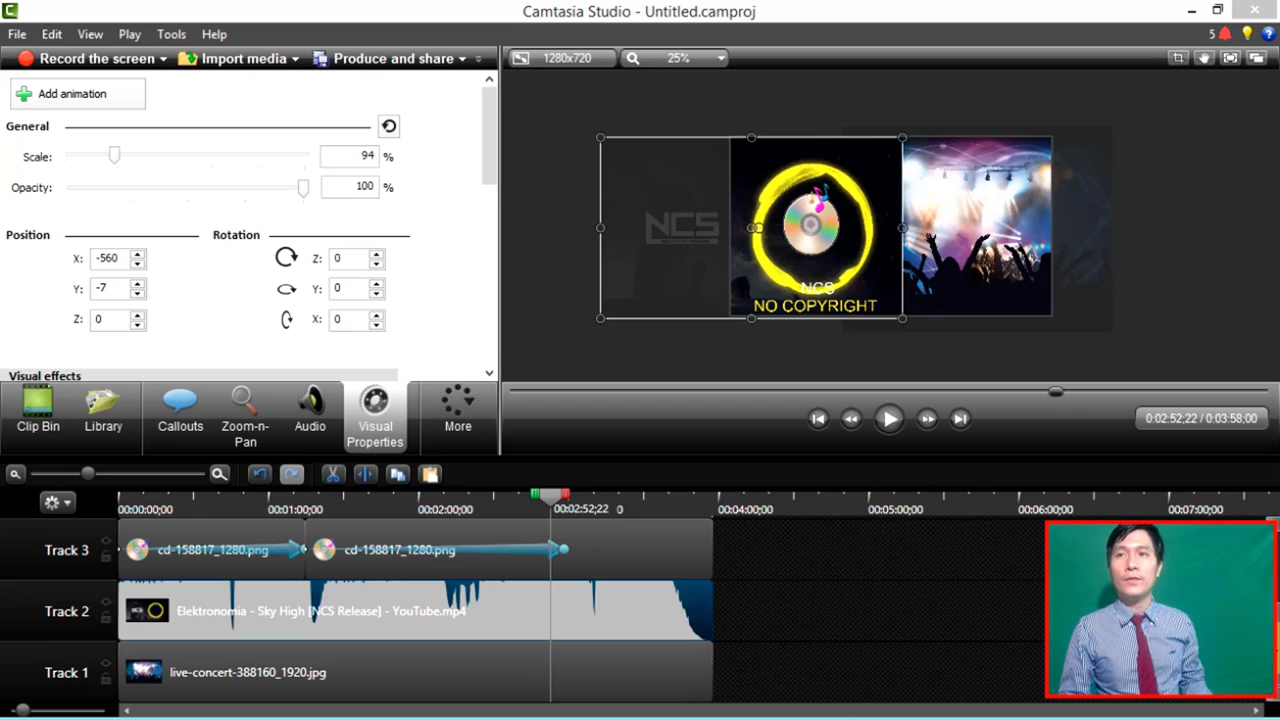 Camtasia Studio - Untitled.camproj
File Edit View Play Tools Help
5
Record the screen Import media Produce and share
1280x720 25%
Add animation
General
Scale: 94 %
Opacity: 100 %
Position Rotation
X: -560 Z: 0
Y: -7 Y: 0
Z: 0 X: 0
Visual effects
NCS
NCS
NO COPYRIGHT
Clip Bin Library Callouts Zoom-n-Pan Audio Visual Properties More
0:02:52;22 / 0:03:58;00
00:00:00;00 00:01:00;00 00:02:00;00 00:02:52;22 0 00:04:00;00 00:05:00;00 00:06:00;00 00:07:00;00
Track 3 cd-158817_1280.png cd-158817_1280.png
Track 2 Elektronomia - Sky High [NCS Release] - YouTube.mp4
Track 1 live-concert-388160_1920.jpg